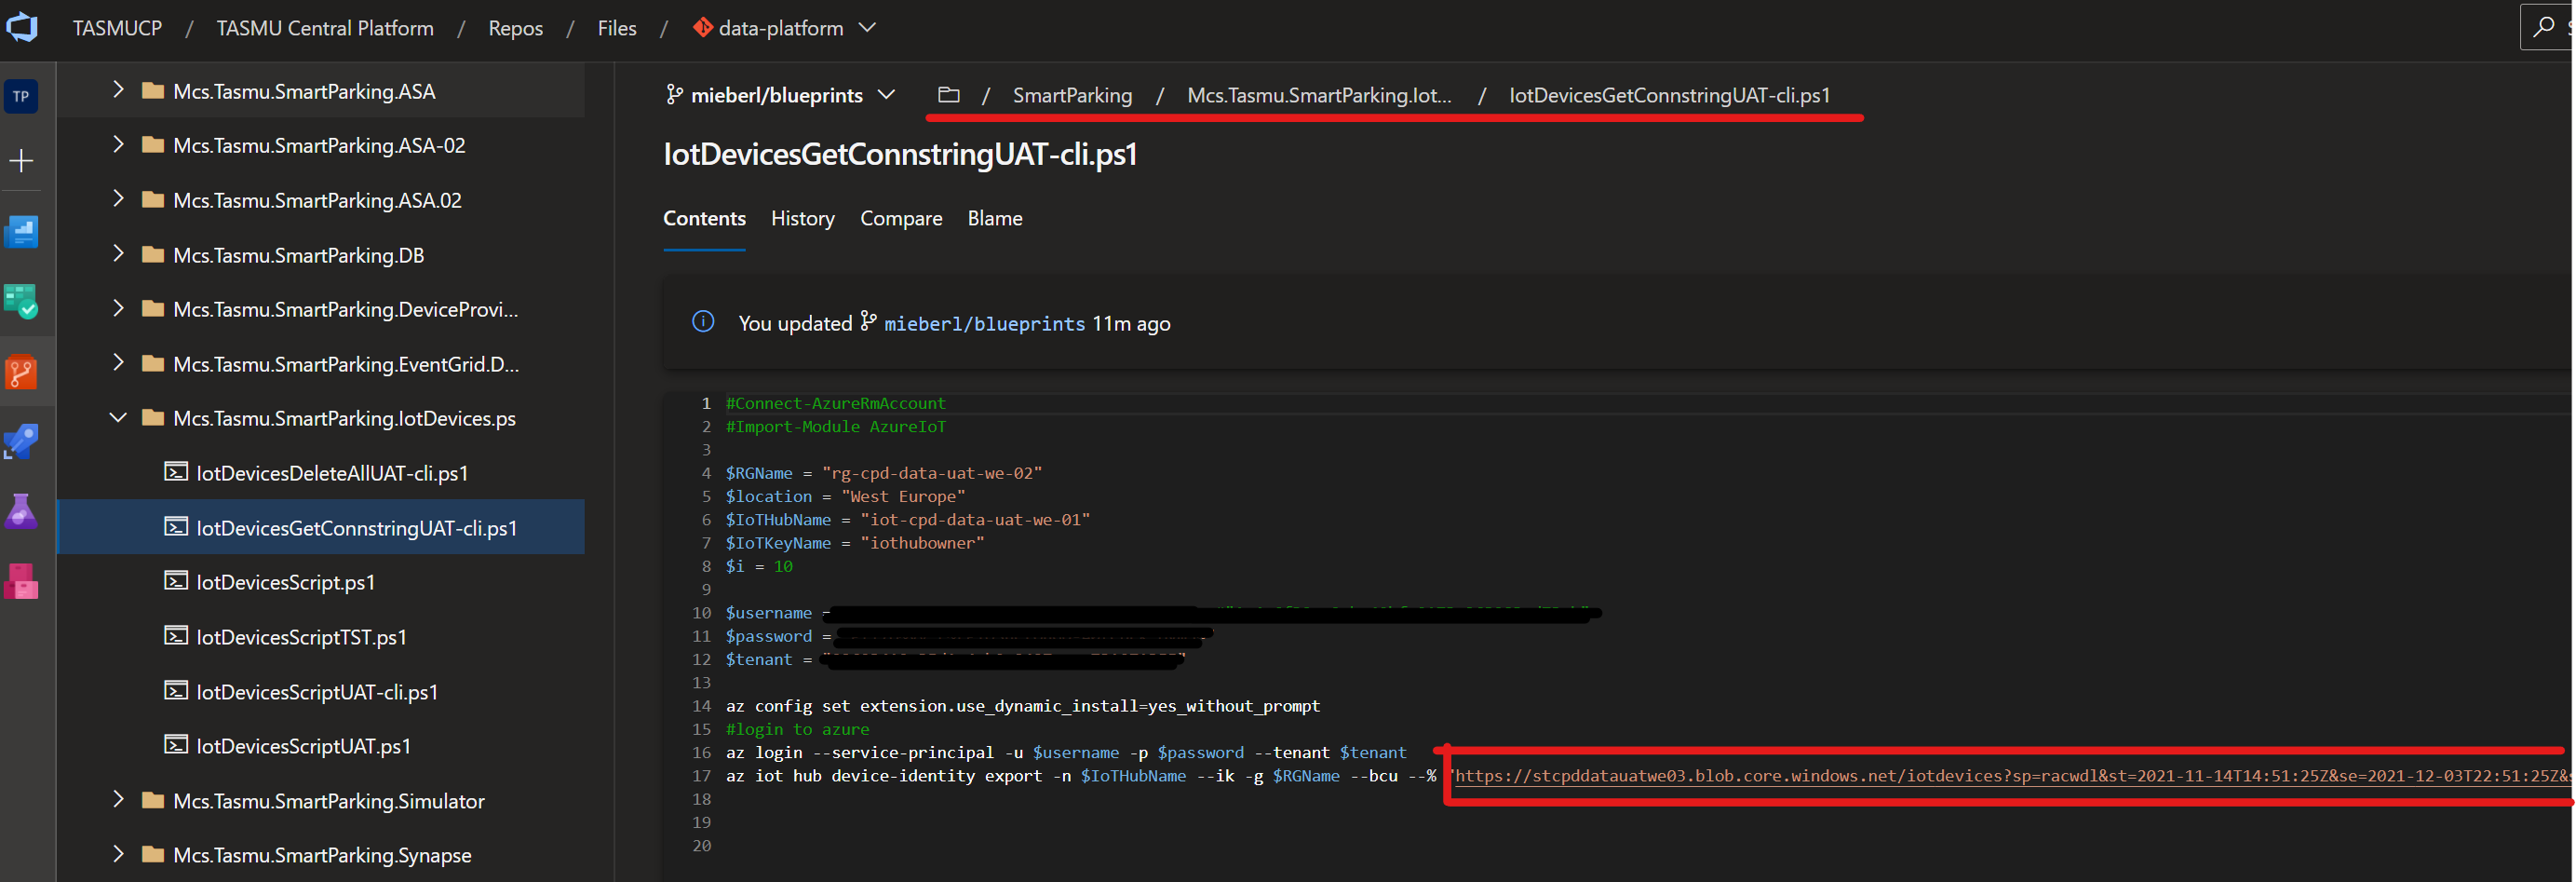 TASMUCP / TASMU Central Platform / Repos / Files / data-platform
TP
Mcs.Tasmu.SmartParking.ASA
Mcs.Tasmu.SmartParking.ASA-02
Mcs.Tasmu.SmartParking.ASA.02
Mcs.Tasmu.SmartParking.DB
Mcs.Tasmu.SmartParking.DeviceProvi...
Mcs.Tasmu.SmartParking.EventGrid.D...
Mcs.Tasmu.SmartParking.IotDevices.ps
IotDevicesDeleteAllUAT-cli.ps1
IotDevicesGetConnstringUAT-cli.ps1
IotDevicesScript.ps1
IotDevicesScriptTST.ps1
IotDevicesScriptUAT-cli.ps1
IotDevicesScriptUAT.ps1
Mcs.Tasmu.SmartParking.Simulator
Mcs.Tasmu.SmartParking.Synapse
mieberl/blueprints / SmartParking / Mcs.Tasmu.SmartParking.Iot... / IotDevicesGetConnstringUAT-cli.ps1
IotDevicesGetConnstringUAT-cli.ps1
Contents History Compare Blame
You updated mieberl/blueprints 11m ago
1 #Connect-AzureRmAccount
2 #Import-Module AzureIoT
3
4 $RGName = "rg-cpd-data-uat-we-02"
5 $location = "West Europe"
6 $IoTHubName = "iot-cpd-data-uat-we-01"
7 $IoTKeyName = "iothubowner"
8 $i = 10
9
10 $username =
11 $password =
12 $tenant =
13
14 az config set extension.use_dynamic_install=yes_without_prompt
15 #login to azure
16 az login --service-principal -u $username -p $password --tenant $tenant
17 az iot hub device-identity export -n $IoTHubName --ik -g $RGName --bcu --% "https://stcpddatauatwe03.blob.core.windows.net/iotdevices?sp=racwdl&st=2021-11-14T14:51:25Z&se=2021-12-03T22:51:25Z&
18
19
20